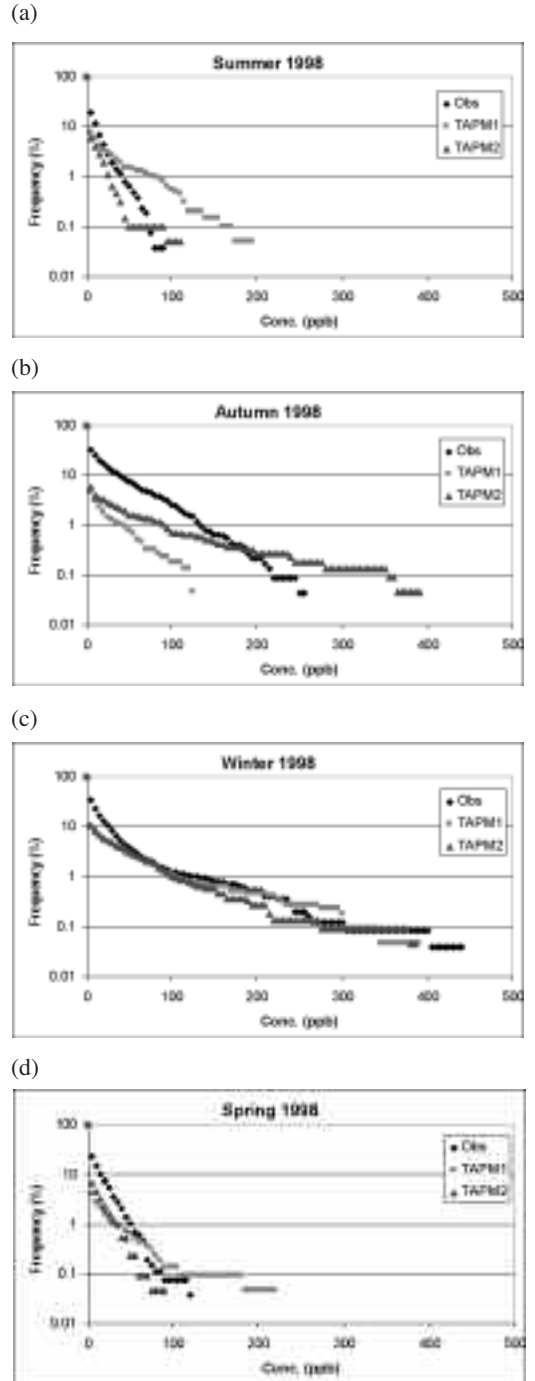 (a)
Summer 1998
Frequency (%)
100
10
1
0.1
0.01
Obs
TAPM1
TAPM2
0 100 200 300 400 500
Conc. (ppb)
(b)
Autumn 1998
Frequency (%)
100
10
1
0.1
0.01
Obs
TAPM1
TAPM2
0 100 200 300 400 500
Conc. (ppb)
(c)
Winter 1998
Frequency (%)
100
10
1
0.1
0.01
Obs
TAPM1
TAPM2
0 100 200 300 400 500
Conc. (ppb)
(d)
Spring 1998
Frequency (%)
100
10
1
0.1
0.01
Obs
TAPM1
TAPM2
0 100 200 300 400 500
Conc. (ppb)